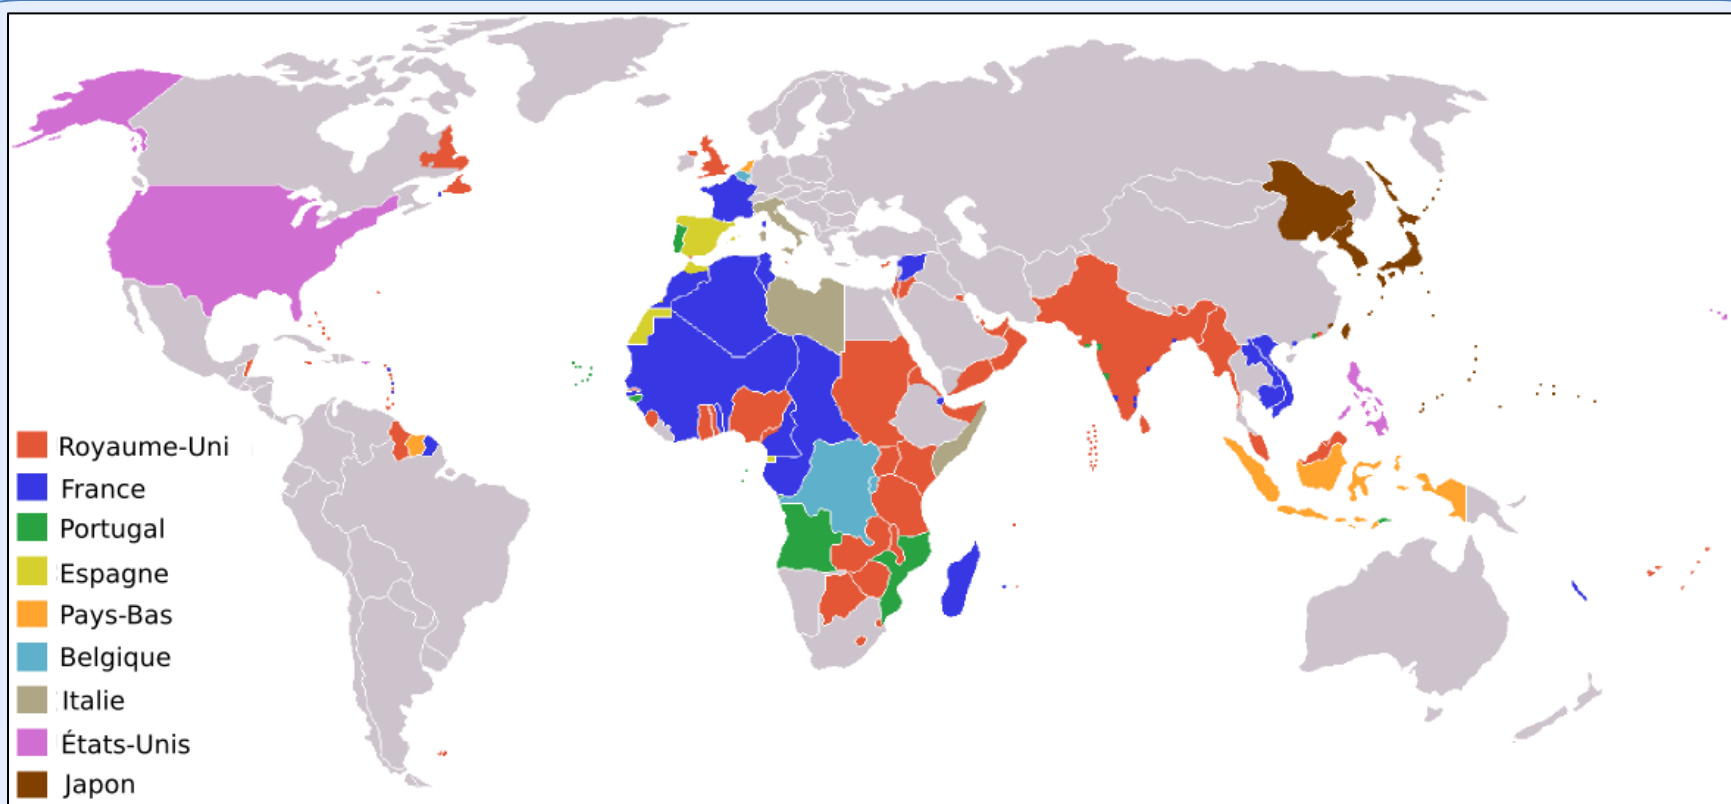 Royaume-Uni
France
Portugal
Espagne
Pays-Bas
Belgique
Italie
États-Unis
Japon